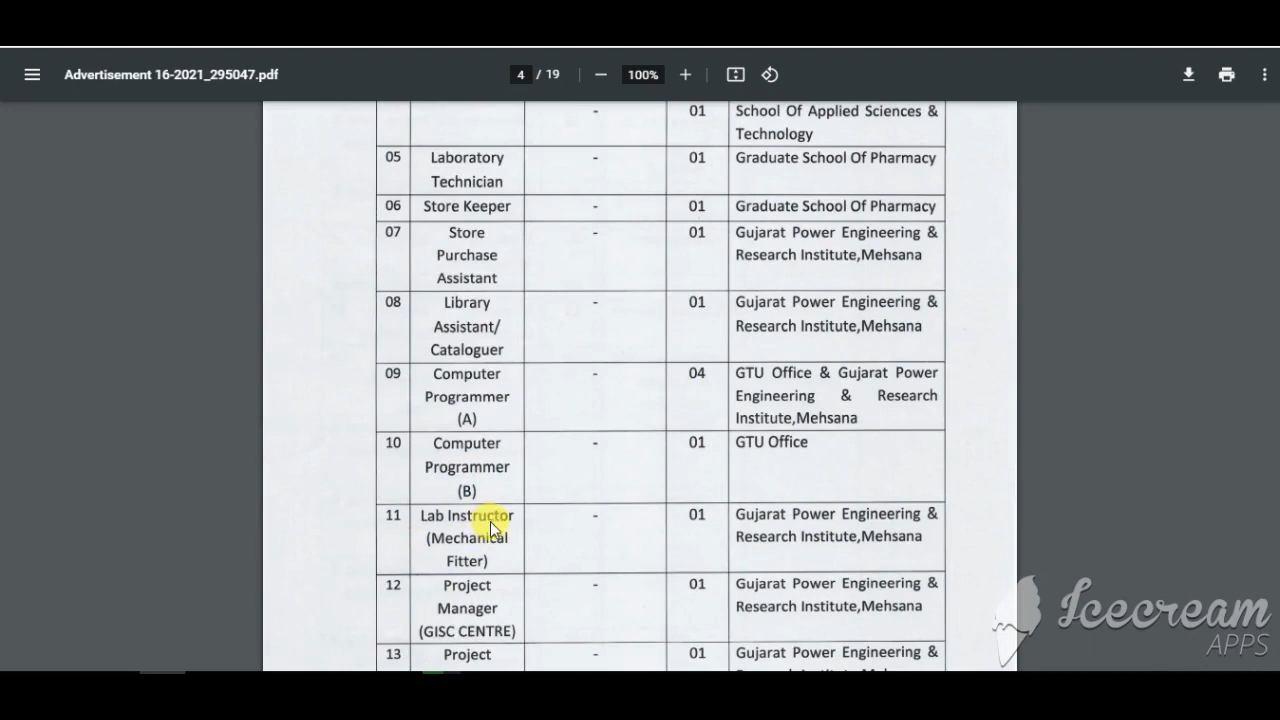 Advertisement 16-2021_295047.pdf
4 / 19
100%
- 01 School Of Applied Sciences &
Technology
05 Laboratory - 01 Graduate School Of Pharmacy
Technician
06 Store Keeper - 01 Graduate School Of Pharmacy
07 Store - 01 Gujarat Power Engineering &
Purchase Research Institute,Mehsana
Assistant
08 Library - 01 Gujarat Power Engineering &
Assistant/ Research Institute,Mehsana
Cataloguer
09 Computer - 04 GTU Office & Gujarat Power
Programmer Engineering & Research
(A) Institute,Mehsana
10 Computer - 01 GTU Office
Programmer
(B)
11 Lab Instructor - 01 Gujarat Power Engineering &
(Mechanical Research Institute,Mehsana
Fitter)
12 Project - 01 Gujarat Power Engineering &
Manager Research Institute,Mehsana
(GISC CENTRE)
13 Project - 01 Gujarat Power Engineering &
Icecream
APPS